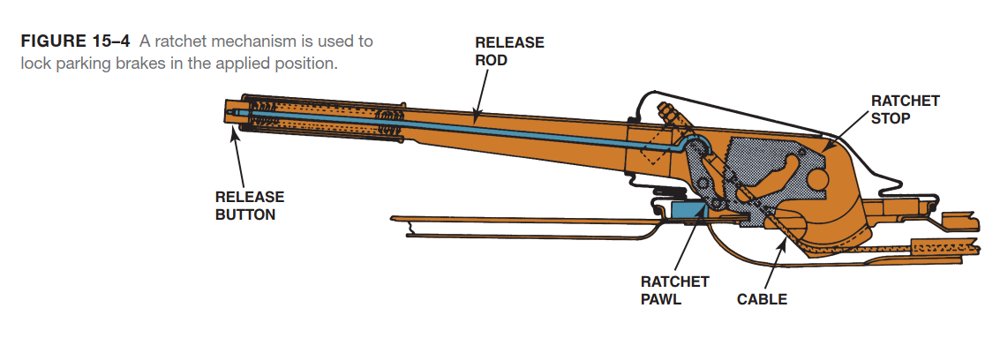 FIGURE 15–4 A ratchet mechanism is used to
lock parking brakes in the applied position.
RELEASE
ROD
RATCHET
STOP
RELEASE
BUTTON
RATCHET
PAWL
CABLE